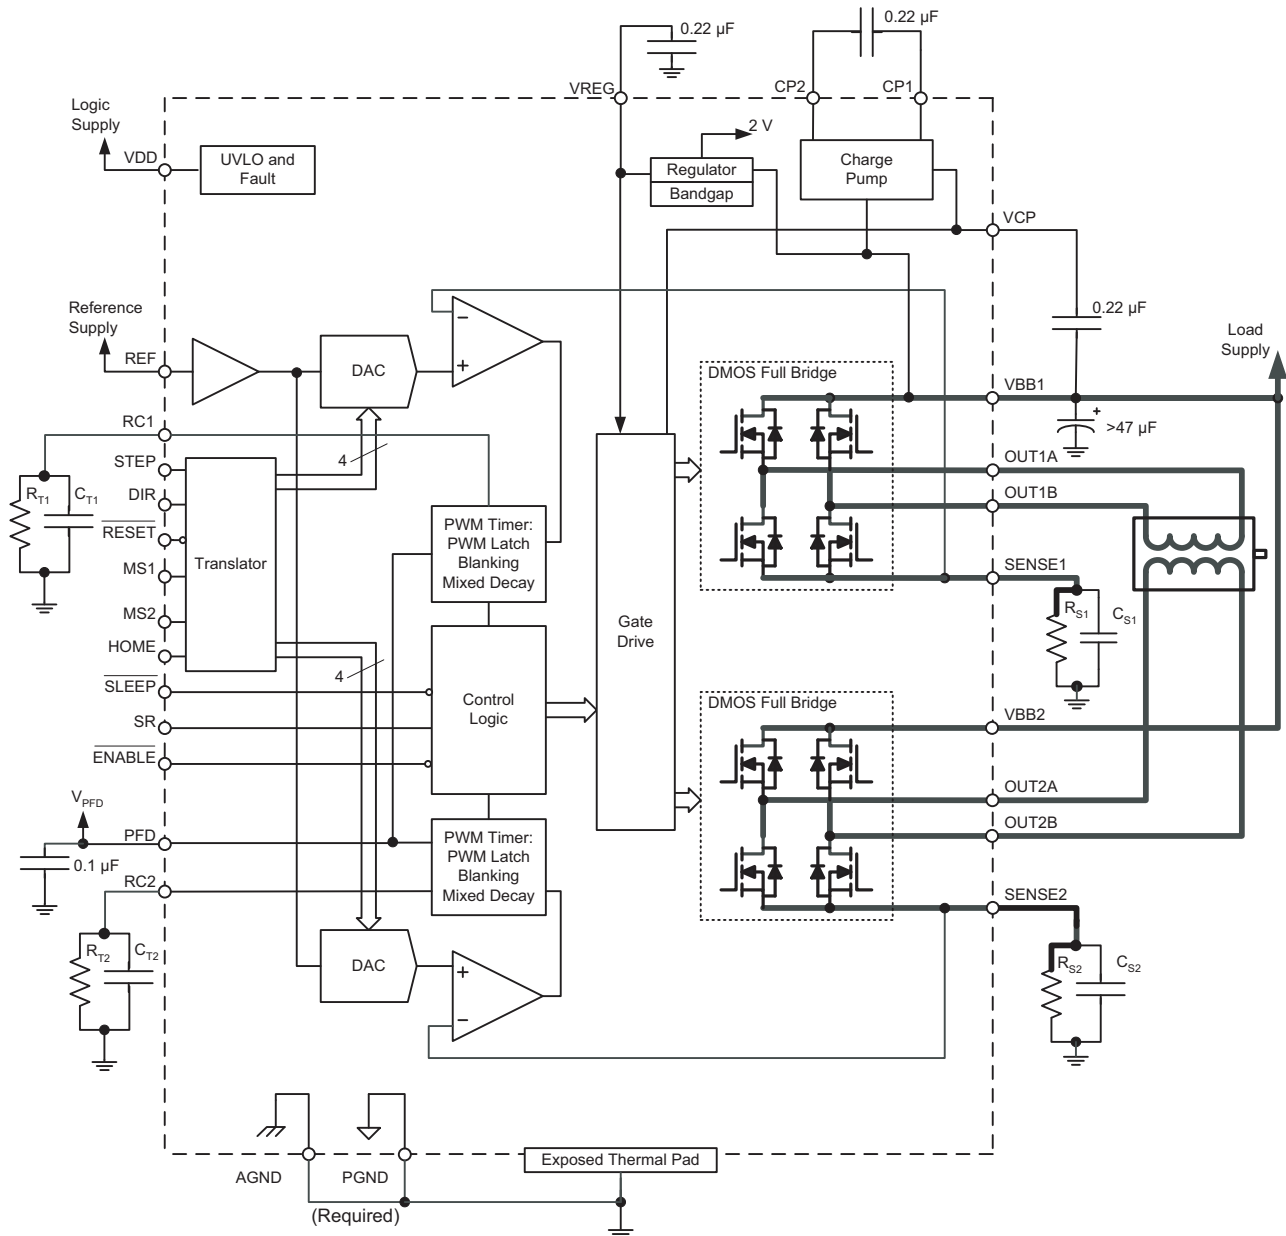 0.22 µF
0.22 µF
VREG
CP2
CP1
Logic
Supply
VDD
UVLO and
Fault
2 V
Regulator
Bandgap
Charge
Pump
VCP
0.22 µF
Reference
Supply
REF
DAC
−
+
Load
Supply
DMOS Full Bridge
VBB1
+
>47 µF
RC1
STEP
4
OUT1A
RT1
CT1
DIR
OUT1B
RESET
PWM Timer:
PWM Latch
Blanking
Mixed Decay
Translator
MS1
SENSE1
MS2
RS1
CS1
HOME
Gate
Drive
4
SLEEP
Control
Logic
DMOS Full Bridge
SR
VBB2
ENABLE
VPFD
OUT2A
PFD
PWM Timer:
PWM Latch
Blanking
Mixed Decay
OUT2B
0.1 µF
RC2
SENSE2
RT2
CT2
DAC
+
−
RS2
CS2
AGND
PGND
Exposed Thermal Pad
(Required)